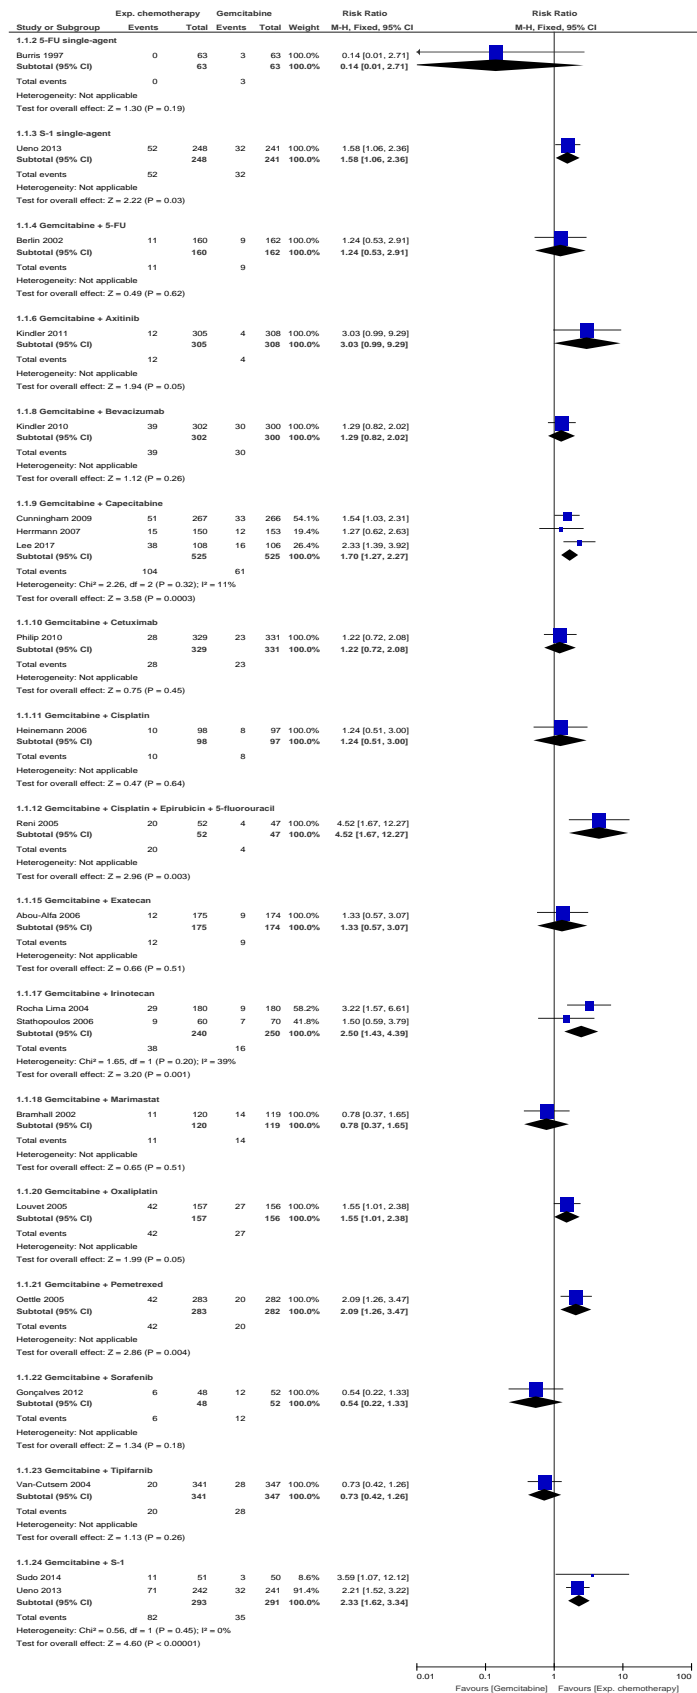 Exp. chemotherapy Gemcitabine Risk Ratio Risk Ratio
Study or Subgroup Events Total Events Total Weight M-H, Fixed, 95% CI M-H, Fixed, 95% CI
1.1.2 5-FU single-agent
Burris 1997 0 63 3 63 100.0% 0.14 [0.01, 2.71]
Subtotal (95% CI) 63 63 100.0% 0.14 [0.01, 2.71]
Total events 0 3
Heterogeneity: Not applicable
Test for overall effect: Z = 1.30 (P = 0.19)
1.1.3 S-1 single-agent
Ueno 2013 52 248 32 241 100.0% 1.58 [1.06, 2.36]
Subtotal (95% CI) 248 241 100.0% 1.58 [1.06, 2.36]
Total events 52 32
Heterogeneity: Not applicable
Test for overall effect: Z = 2.22 (P = 0.03)
1.1.4 Gemcitabine + 5-FU
Berlin 2002 11 160 9 162 100.0% 1.24 [0.53, 2.91]
Subtotal (95% CI) 160 162 100.0% 1.24 [0.53, 2.91]
Total events 11 9
Heterogeneity: Not applicable
Test for overall effect: Z = 0.49 (P = 0.62)
1.1.6 Gemcitabine + Axitinib
Kindler 2011 12 305 4 308 100.0% 3.03 [0.99, 9.29]
Subtotal (95% CI) 305 308 100.0% 3.03 [0.99, 9.29]
Total events 12 4
Heterogeneity: Not applicable
Test for overall effect: Z = 1.94 (P = 0.05)
1.1.8 Gemcitabine + Bevacizumab
Kindler 2010 39 302 30 300 100.0% 1.29 [0.82, 2.02]
Subtotal (95% CI) 302 300 100.0% 1.29 [0.82, 2.02]
Total events 39 30
Heterogeneity: Not applicable
Test for overall effect: Z = 1.12 (P = 0.26)
1.1.9 Gemcitabine + Capecitabine
Cunningham 2009 51 267 33 266 54.1% 1.54 [1.03, 2.31]
Herrmann 2007 15 150 12 153 19.4% 1.27 [0.62, 2.63]
Lee 2017 38 108 16 106 26.4% 2.33 [1.39, 3.92]
Subtotal (95% CI) 525 525 100.0% 1.70 [1.27, 2.27]
Total events 104 61
Heterogeneity: Chi² = 2.26, df = 2 (P = 0.32); I² = 11%
Test for overall effect: Z = 3.58 (P = 0.0003)
1.1.10 Gemcitabine + Cetuximab
Philip 2010 28 329 23 331 100.0% 1.22 [0.72, 2.08]
Subtotal (95% CI) 329 331 100.0% 1.22 [0.72, 2.08]
Total events 28 23
Heterogeneity: Not applicable
Test for overall effect: Z = 0.75 (P = 0.45)
1.1.11 Gemcitabine + Cisplatin
Heinemann 2006 10 98 8 97 100.0% 1.24 [0.51, 3.00]
Subtotal (95% CI) 98 97 100.0% 1.24 [0.51, 3.00]
Total events 10 8
Heterogeneity: Not applicable
Test for overall effect: Z = 0.47 (P = 0.64)
1.1.12 Gemcitabine + Cisplatin + Epirubicin + 5-fluorouracil
Reni 2005 20 52 4 47 100.0% 4.52 [1.67, 12.27]
Subtotal (95% CI) 52 47 100.0% 4.52 [1.67, 12.27]
Total events 20 4
Heterogeneity: Not applicable
Test for overall effect: Z = 2.96 (P = 0.003)
1.1.15 Gemcitabine + Exatecan
Abou-Alfa 2006 12 175 9 174 100.0% 1.33 [0.57, 3.07]
Subtotal (95% CI) 175 174 100.0% 1.33 [0.57, 3.07]
Total events 12 9
Heterogeneity: Not applicable
Test for overall effect: Z = 0.66 (P = 0.51)
1.1.17 Gemcitabine + Irinotecan
Rocha Lima 2004 29 180 9 180 58.2% 3.22 [1.57, 6.61]
Stathopoulos 2006 9 60 7 70 41.8% 1.50 [0.59, 3.79]
Subtotal (95% CI) 240 250 100.0% 2.50 [1.43, 4.39]
Total events 38 16
Heterogeneity: Chi² = 1.65, df = 1 (P = 0.20); I² = 39%
Test for overall effect: Z = 3.20 (P = 0.001)
1.1.18 Gemcitabine + Marimastat
Bramhall 2002 11 120 14 119 100.0% 0.78 [0.37, 1.65]
Subtotal (95% CI) 120 119 100.0% 0.78 [0.37, 1.65]
Total events 11 14
Heterogeneity: Not applicable
Test for overall effect: Z = 0.65 (P = 0.51)
1.1.20 Gemcitabine + Oxaliplatin
Louvet 2005 42 157 27 156 100.0% 1.55 [1.01, 2.38]
Subtotal (95% CI) 157 156 100.0% 1.55 [1.01, 2.38]
Total events 42 27
Heterogeneity: Not applicable
Test for overall effect: Z = 1.99 (P = 0.05)
1.1.21 Gemcitabine + Pemetrexed
Oettle 2005 42 283 20 282 100.0% 2.09 [1.26, 3.47]
Subtotal (95% CI) 283 282 100.0% 2.09 [1.26, 3.47]
Total events 42 20
Heterogeneity: Not applicable
Test for overall effect: Z = 2.86 (P = 0.004)
1.1.22 Gemcitabine + Sorafenib
Gonçalves 2012 6 48 12 52 100.0% 0.54 [0.22, 1.33]
Subtotal (95% CI) 48 52 100.0% 0.54 [0.22, 1.33]
Total events 6 12
Heterogeneity: Not applicable
Test for overall effect: Z = 1.34 (P = 0.18)
1.1.23 Gemcitabine + Tipifarnib
Van-Cutsem 2004 20 341 28 347 100.0% 0.73 [0.42, 1.26]
Subtotal (95% CI) 341 347 100.0% 0.73 [0.42, 1.26]
Total events 20 28
Heterogeneity: Not applicable
Test for overall effect: Z = 1.13 (P = 0.26)
1.1.24 Gemcitabine + S-1
Sudo 2014 11 51 3 50 8.6% 3.59 [1.07, 12.12]
Ueno 2013 71 242 32 241 91.4% 2.21 [1.52, 3.22]
Subtotal (95% CI) 293 291 100.0% 2.33 [1.62, 3.34]
Total events 82 35
Heterogeneity: Chi² = 0.56, df = 1 (P = 0.45); I² = 0%
Test for overall effect: Z = 4.60 (P < 0.00001)
0.01 0.1 1 10 100
Favours [Gemcitabine] Favours [Exp. chemotherapy]